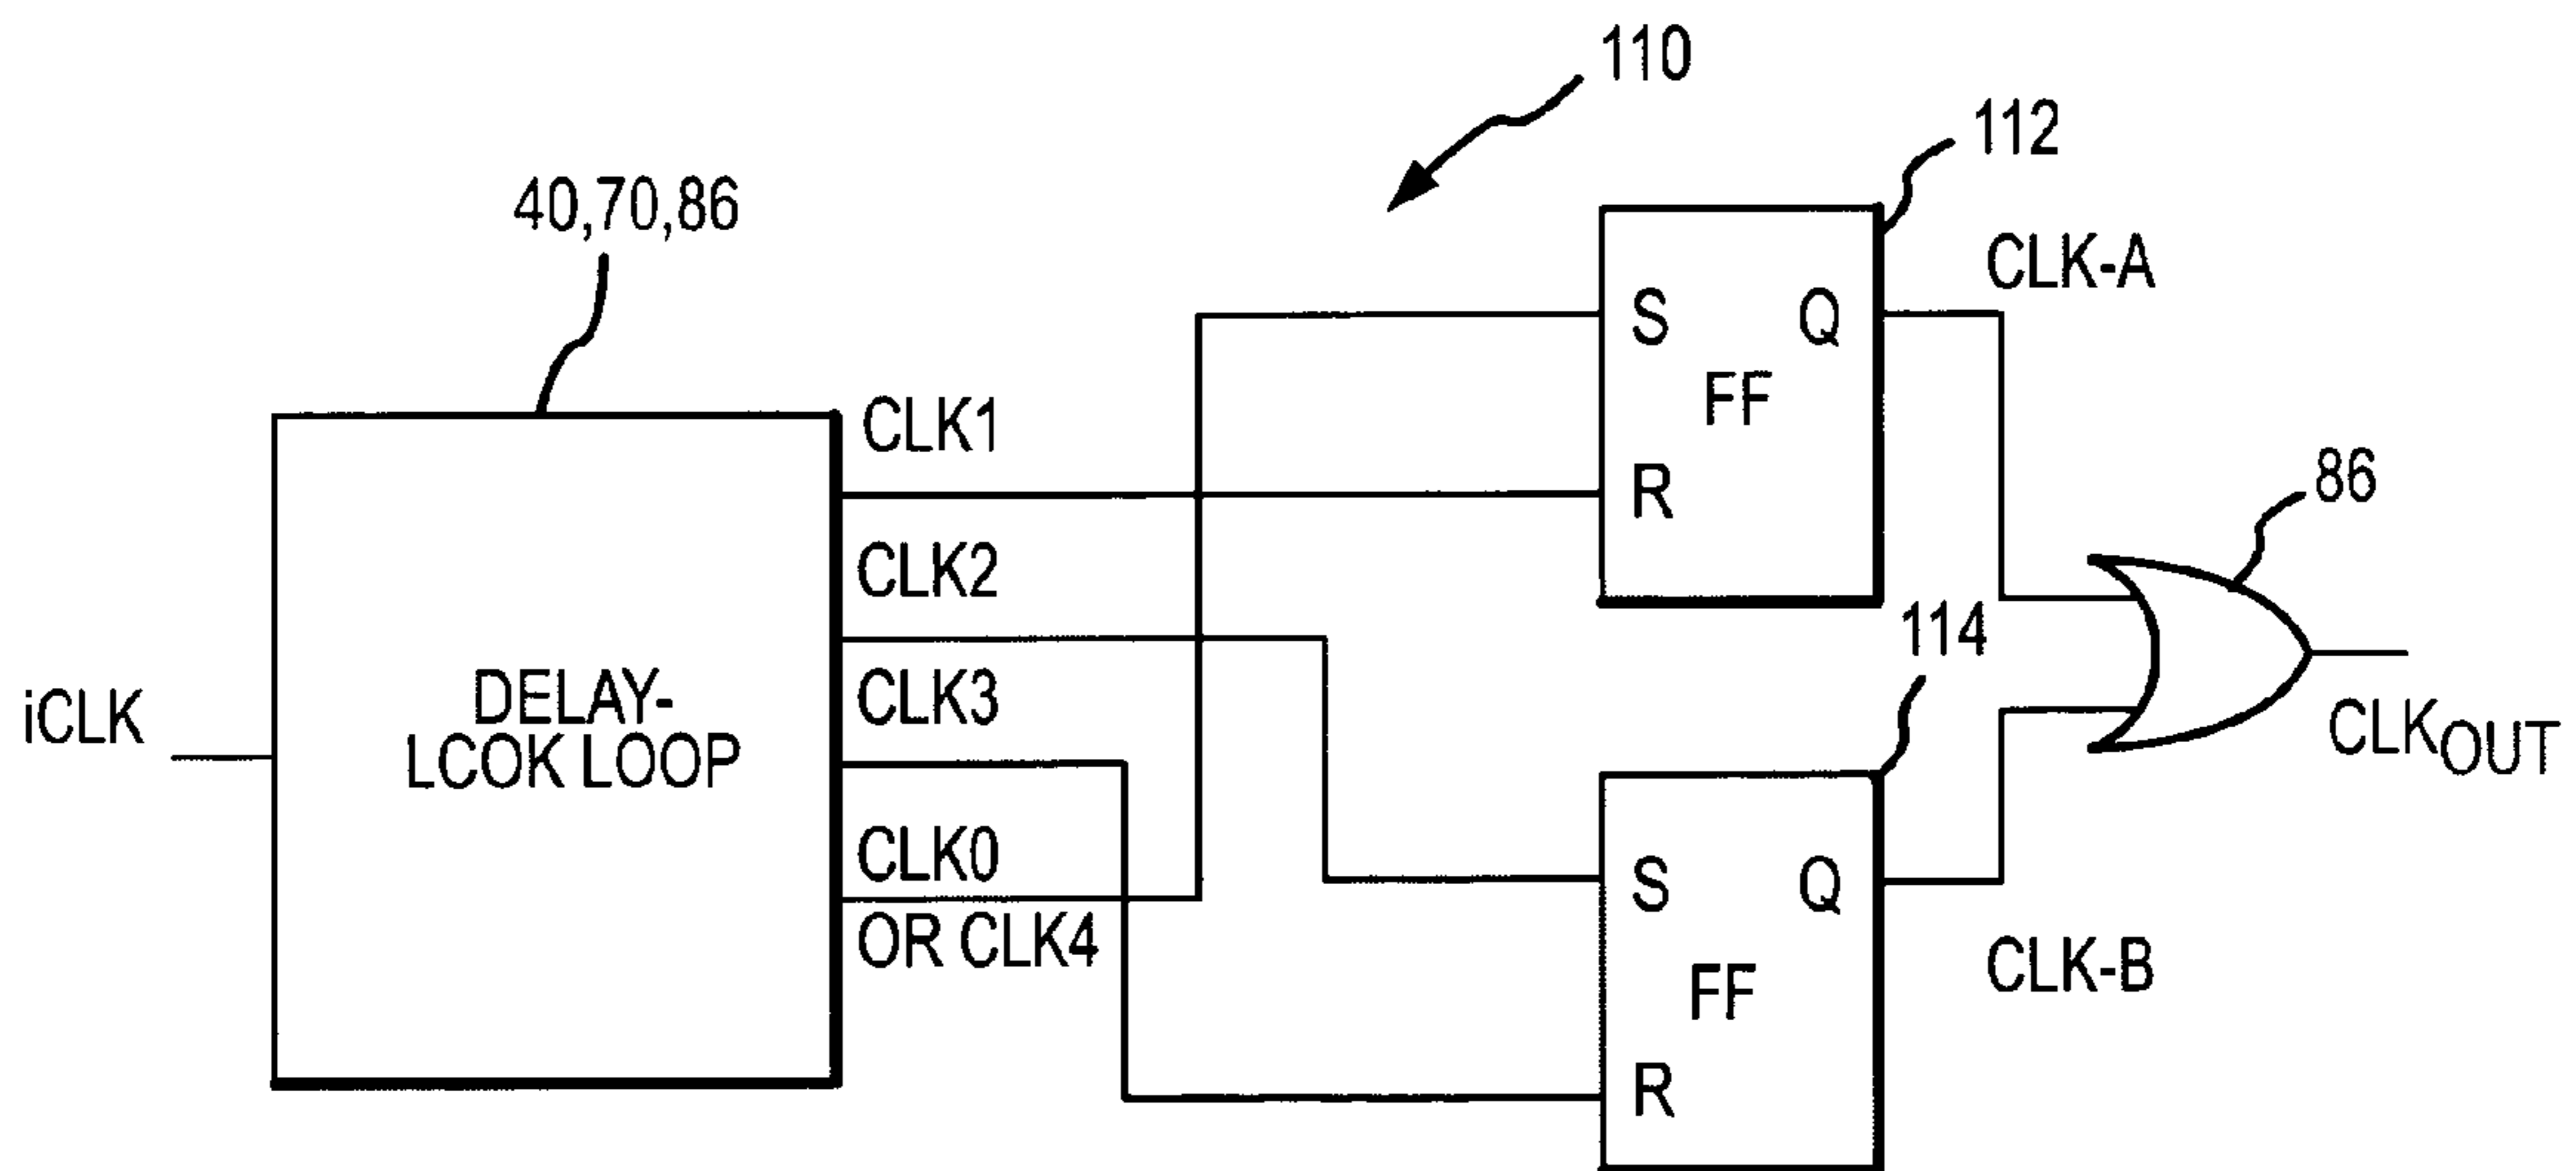 110
112
40,70,86
CLK-A
S
Q
FF
R
CLK1
86
CLK2
114
DELAY-
LCOK LOOP
iCLK
CLK3
CLKOUT
CLK0
OR CLK4
S
Q
FF
R
CLK-B